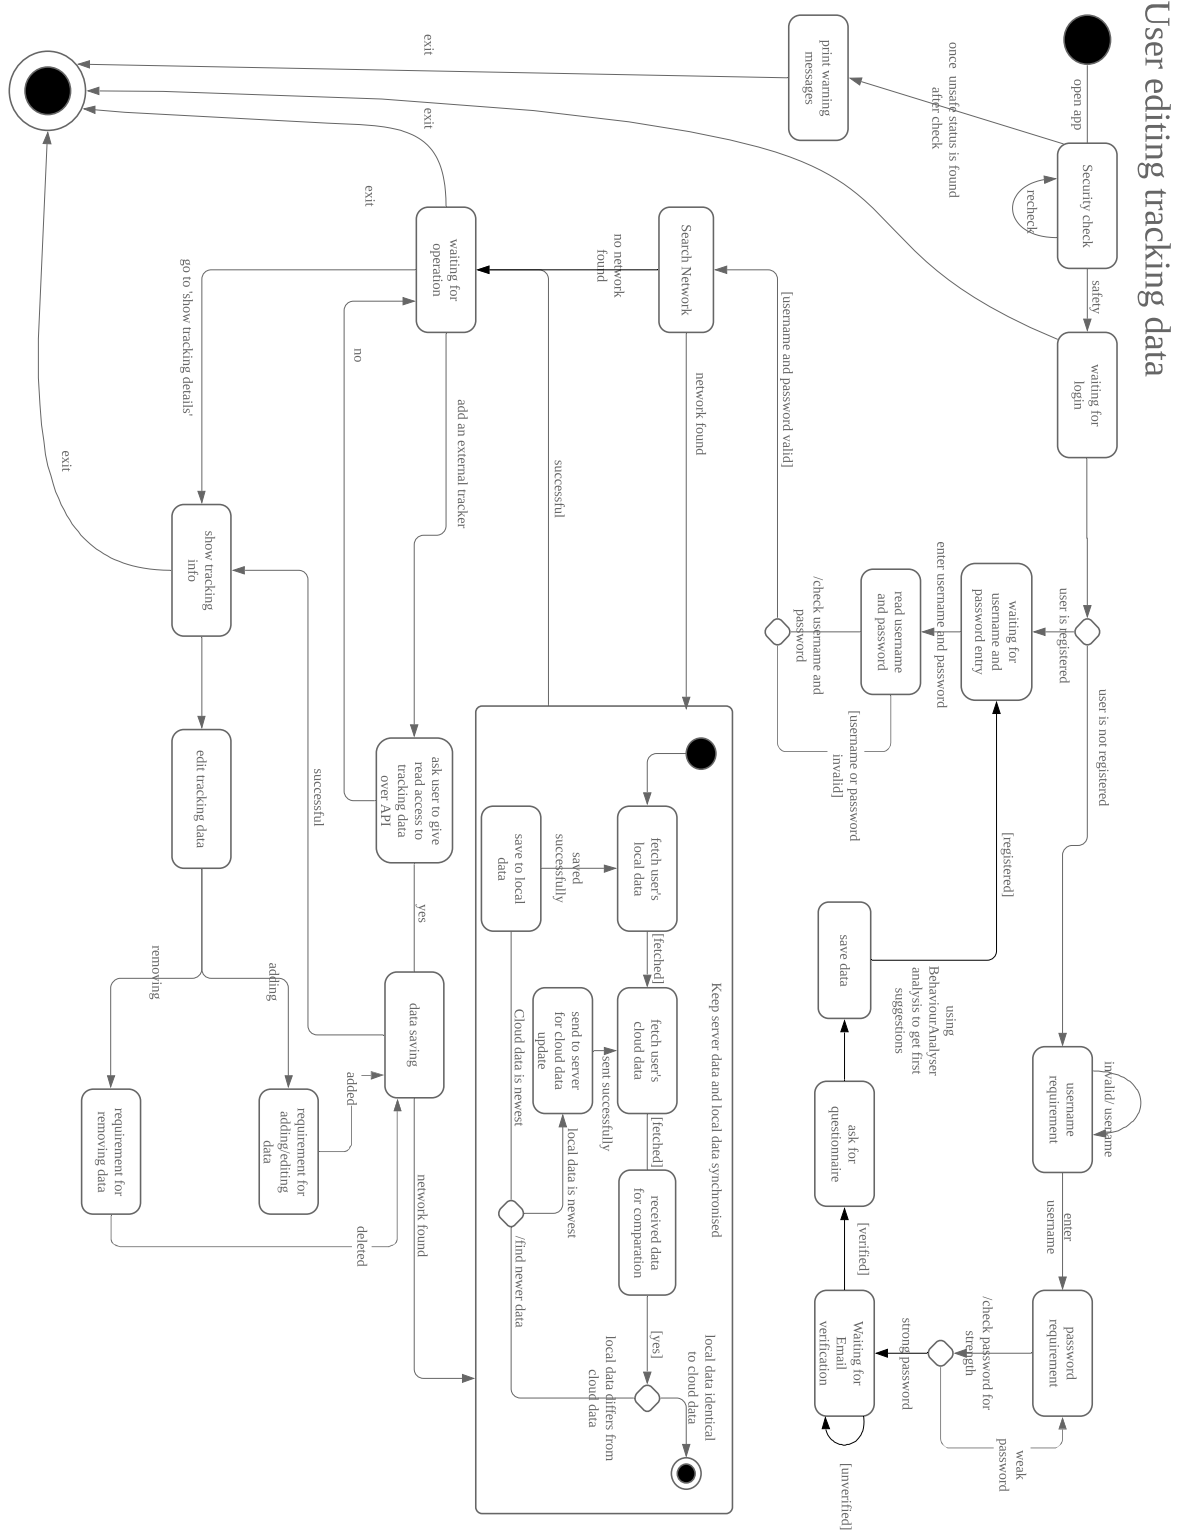 User editing tracking data
open app
Security check
recheck
safety
waiting for
login
once unsafe status is found
after check
print warning
messages
exit
exit
exit
exit
user is registered
user is not registered
waiting for
username and
password entry
enter username and password
read username
and password
/check username and
password
[username or password
invalid]
[username and password valid]
[registered]
username
requirement
invalid/ username
enter
username
password
requirement
/check password for
strength
weak
password
strong password
Waiting for
Email
verification
[unverified]
[verified]
ask for
questionnaire
save data
using
BehaviourAnalyser
analysis to get first
suggestions
Search Network
no network
found
network found
waiting for
operation
successful
add an external tracker
no
go to 'show tracking details'
Keep server data and local data synchronised
fetch user's
local data
[fetched]
fetch user's
cloud data
[fetched]
received data
for comparation
[yes]
local data identical
to cloud data
local data differs from
cloud data
/find newer data
local data is newest
Cloud data is newest
send to server
for cloud data
update
sent successfully
save to local
data
saved
successfully
ask user to give
read access to
tracking data
over API
yes
data saving
network found
successful
show tracking
info
edit tracking data
adding
removing
requirement for
adding/editing
data
added
requirement for
removing data
deleted